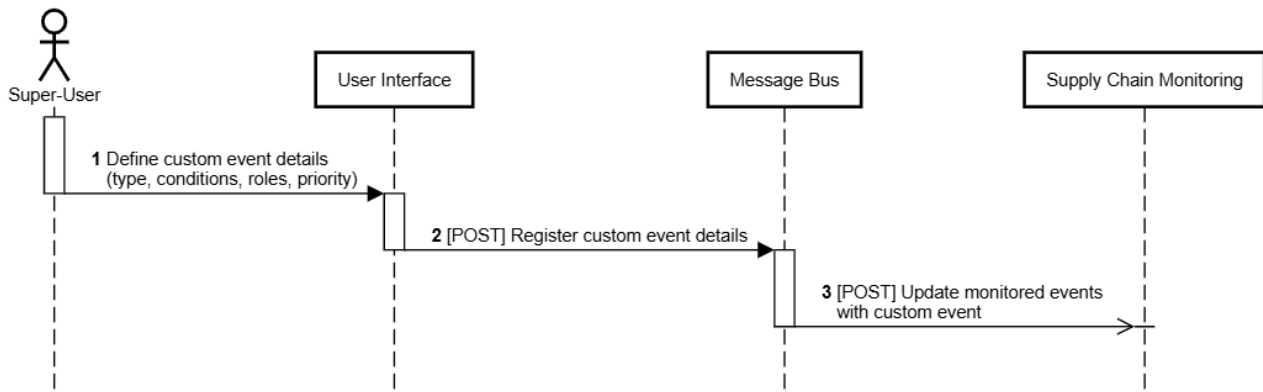 Super-User
User Interface
Message Bus
Supply Chain Monitoring
1 Define custom event details
(type, conditions, roles, priority)
2 [POST] Register custom event details
3 [POST] Update monitored events
with custom event